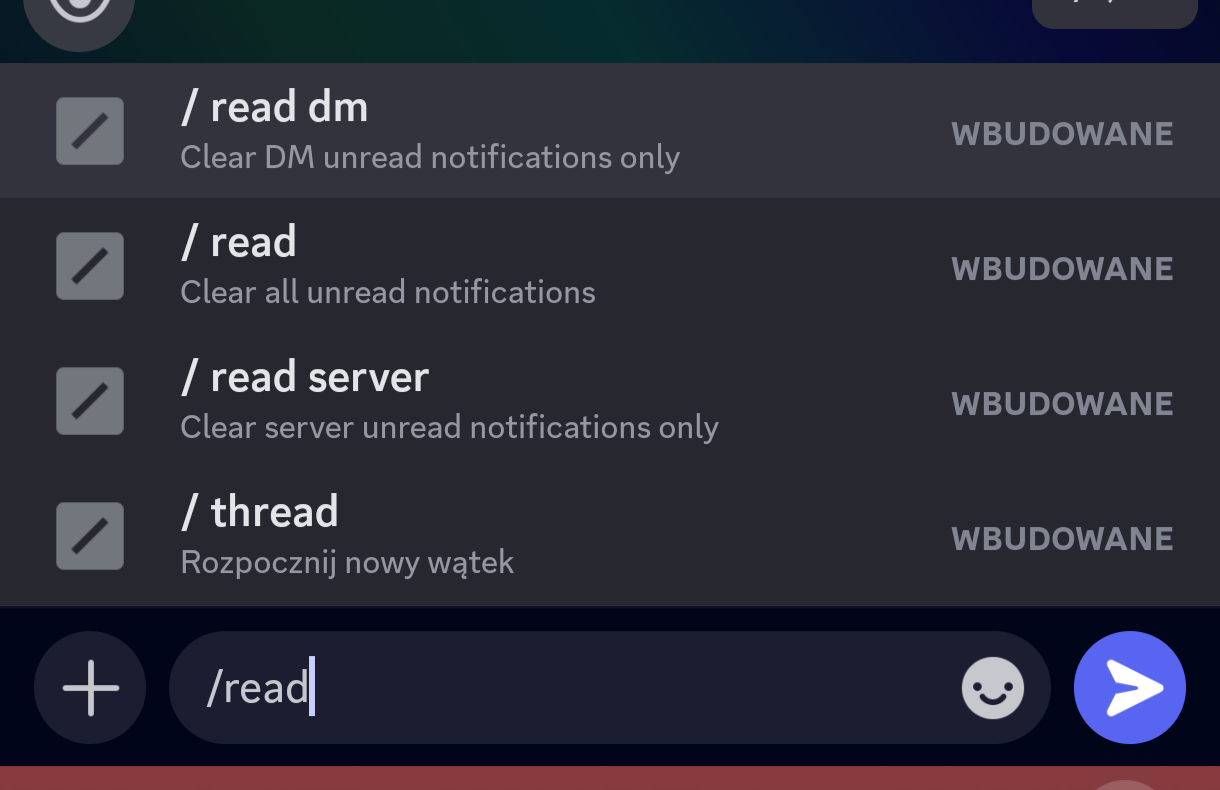 / read dm
Clear DM unread notifications only
WBUDOWANE
/ read
Clear all unread notifications
WBUDOWANE
/ read server
Clear server unread notifications only
WBUDOWANE
/ thread
Rozpocznij nowy wątek
WBUDOWANE
/read